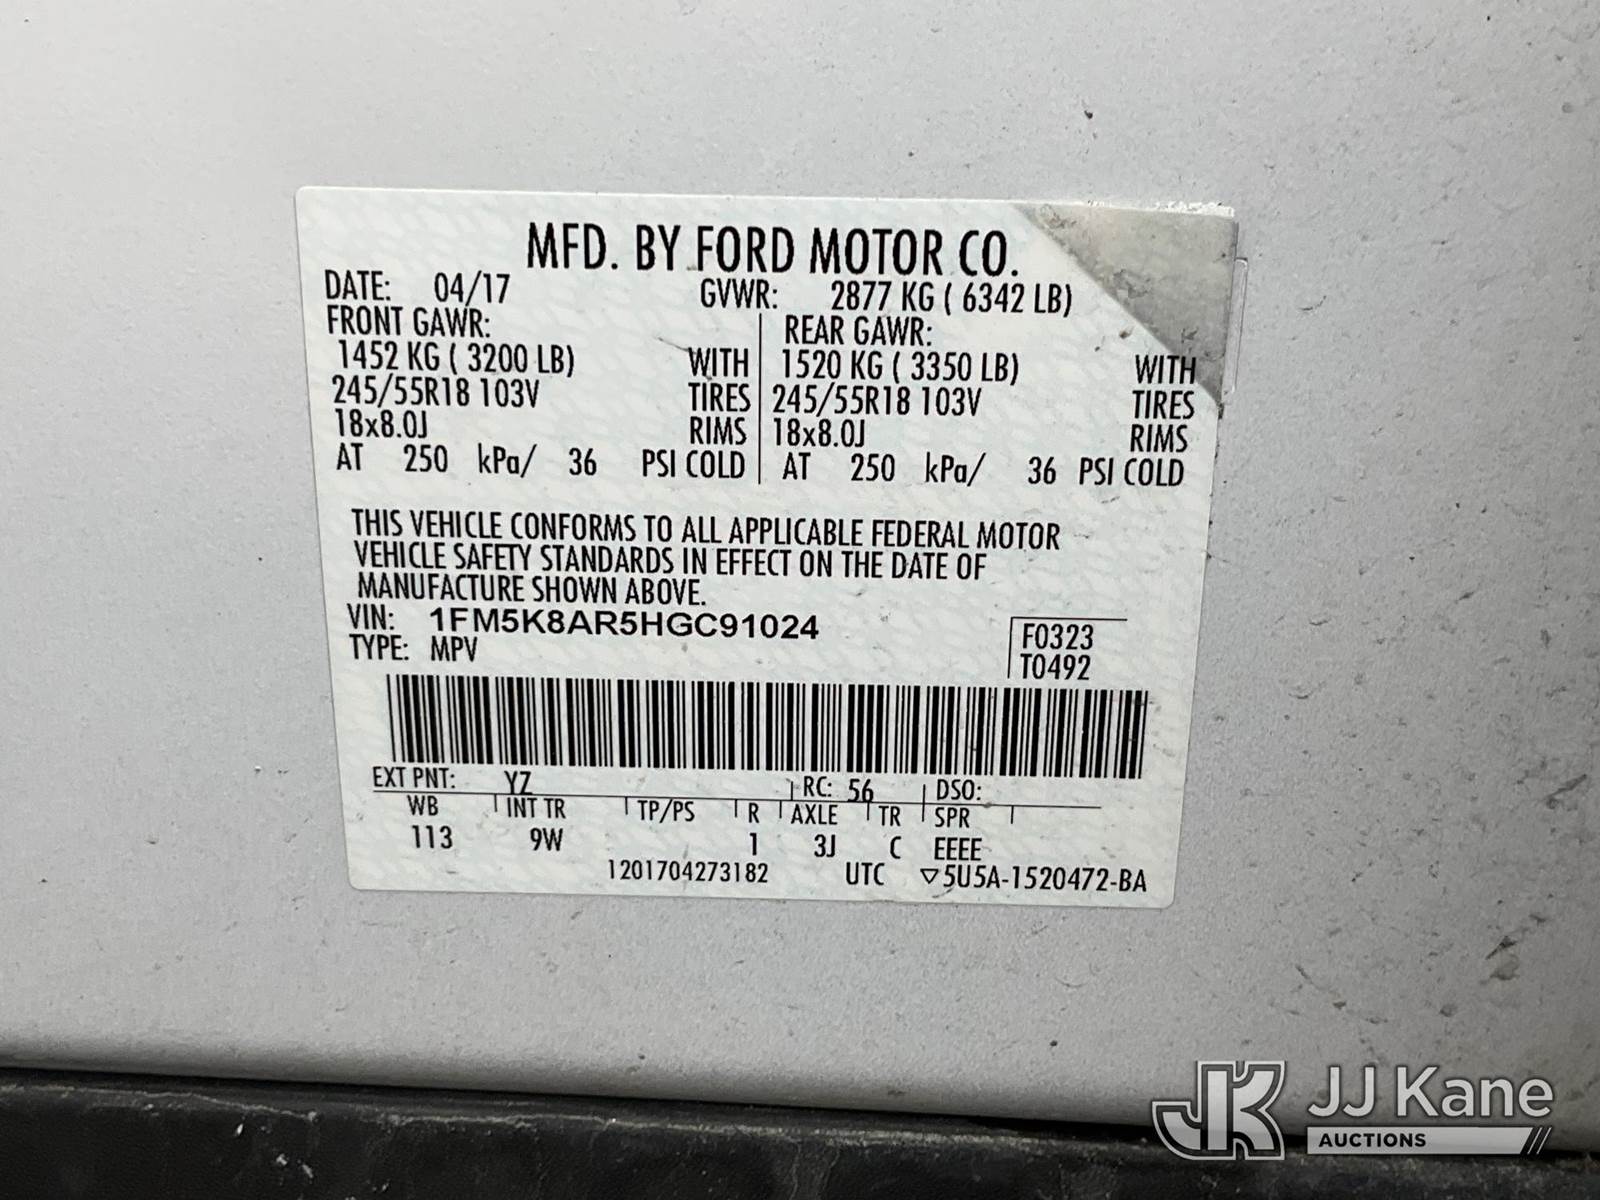 MFD. BY FORD MOTOR CO.
DATE: 04/17 GVWR: 2877 KG ( 6342 LB)
FRONT GAWR: REAR GAWR:
1452 KG ( 3200 LB) WITH 1520 KG ( 3350 LB) WITH
245/55R18 103V TIRES 245/55R18 103V TIRES
18x8.0J RIMS 18x8.0J RIMS
AT 250 kPa/ 36 PSI COLD AT 250 kPa/ 36 PSI COLD
THIS VEHICLE CONFORMS TO ALL APPLICABLE FEDERAL MOTOR
VEHICLE SAFETY STANDARDS IN EFFECT ON THE DATE OF
MANUFACTURE SHOWN ABOVE.
VIN: 1FM5K8AR5HGC91024 F0323
TYPE: MPV T0492
EXT PNT: YZ RC: 56 DSO:
WB INT TR TP/PS R AXLE TR SPR
113 9W 1 3J C EEEE
1201704273182 UTC ▽5U5A-1520472-BA
JK JJ Kane
AUCTIONS